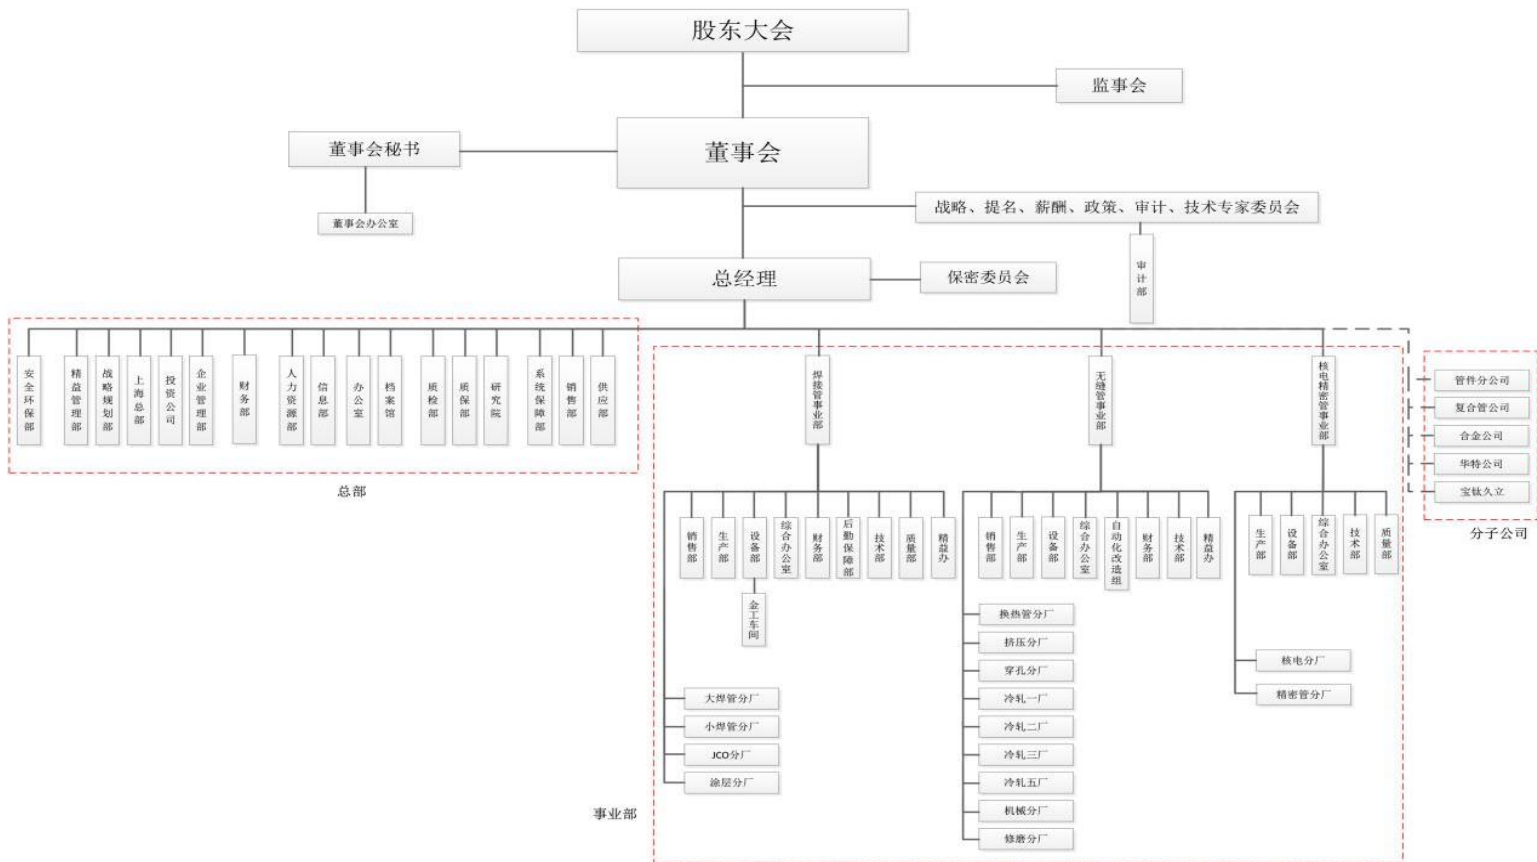 股东大会
监事会
董事会秘书
董事会
董事会办公室
战略、提名、薪酬、政策、审计、技术专家委员会
审计部
总经理
保密委员会
安全环保部
精益管理部
战略规划部
上海总部
投资公司
企业管理部
财务部
人力资源部
信息部
办公室
档案馆
质检部
质保部
研究院
系统保障部
销售部
供应部
总部
焊接管事业部
无缝管事业部
核电精密管事业部
管件分公司
复合管公司
合金公司
华特公司
宝钛久立
分子公司
销售部
生产部
设备部
综合办公室
财务部
后勤保障部
技术部
质量部
精益办
金工车间
大焊管分厂
小焊管分厂
JCO分厂
涂层分厂
销售部
生产部
设备部
综合办公室
自动化改造组
财务部
技术部
精益办
换热管分厂
挤压分厂
穿孔分厂
冷轧一厂
冷轧二厂
冷轧三厂
冷轧五厂
机械分厂
修磨分厂
生产部
设备部
综合办公室
技术部
质量部
核电分厂
精密管分厂
事业部